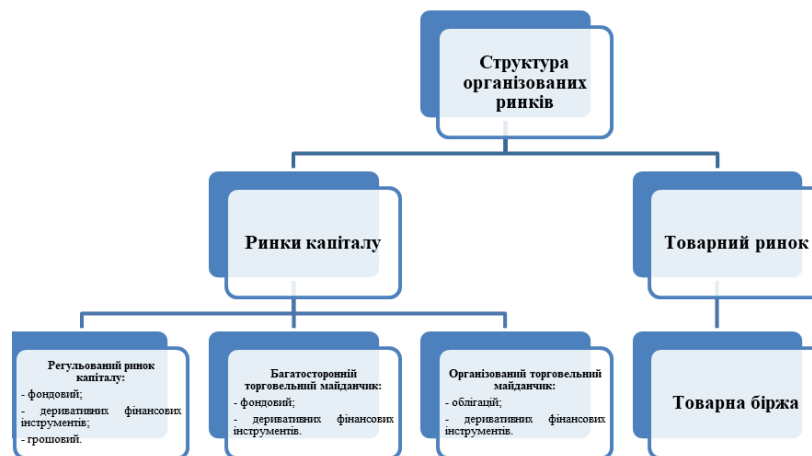 Структура
організованих
ринків
Ринки капіталу
Товарний ринок
Регульований ринок
капіталу:
- фондовий;
- деривативних фінансових
інструментів;
- грошовий.
Багатосторонній
торговельний майданчик:
- фондовий;
- деривативних фінансових
інструментів.
Організований торговельний
майданчик:
- облігацій;
- деривативних фінансових
інструментів.
Товарна біржа